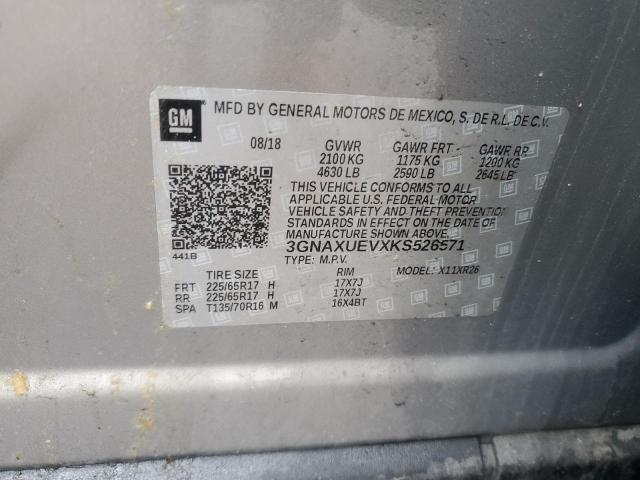 GM MFD BY GENERAL MOTORS DE MEXICO, S. DE R.L. DE C.V.
08/18 GVWR GAWR FRT GAWR RR
2100 KG 1175 KG 1200 KG
4630 LB 2590 LB 2645 LB
THIS VEHICLE CONFORMS TO ALL
APPLICABLE U.S. FEDERAL MOTOR
VEHICLE SAFETY AND THEFT PREVENTION
STANDARDS IN EFFECT ON THE DATE OF
MANUFACTURE SHOWN ABOVE.
3GNAXUEVXKS526571
441B TYPE: M.P.V. MODEL: X11XR26
TIRE SIZE RIM
FRT 225/65R17 H 17X7J
RR 225/65R17 H 17X7J
SPA T135/70R16 M 16X4BT